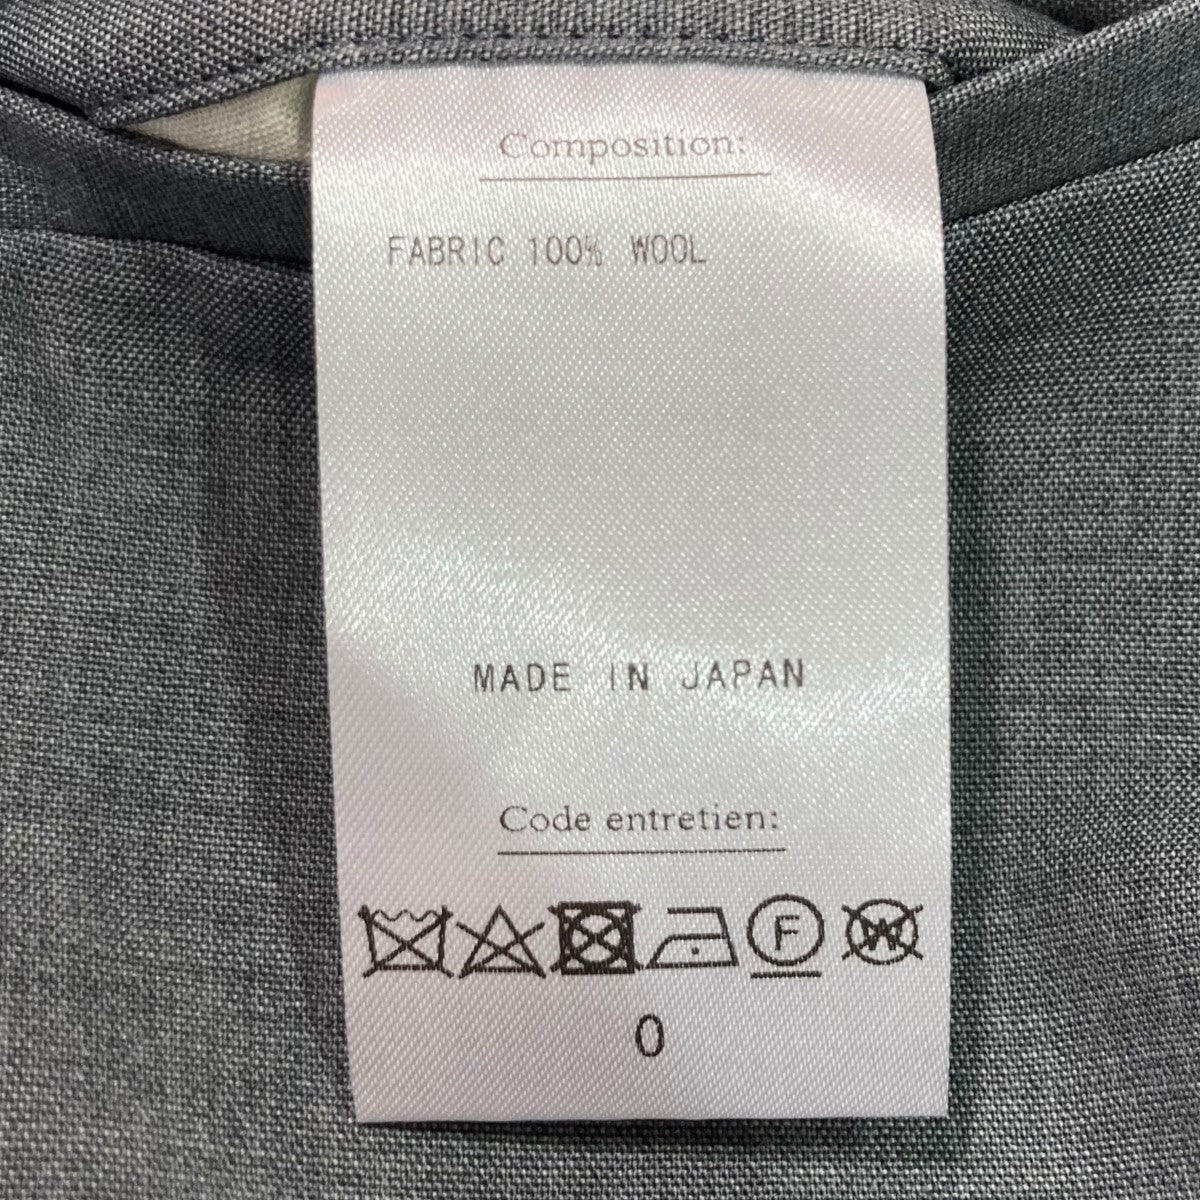 Composition:
FABRIC 100% WOOL
MADE IN JAPAN
Code entretien:
F W
0